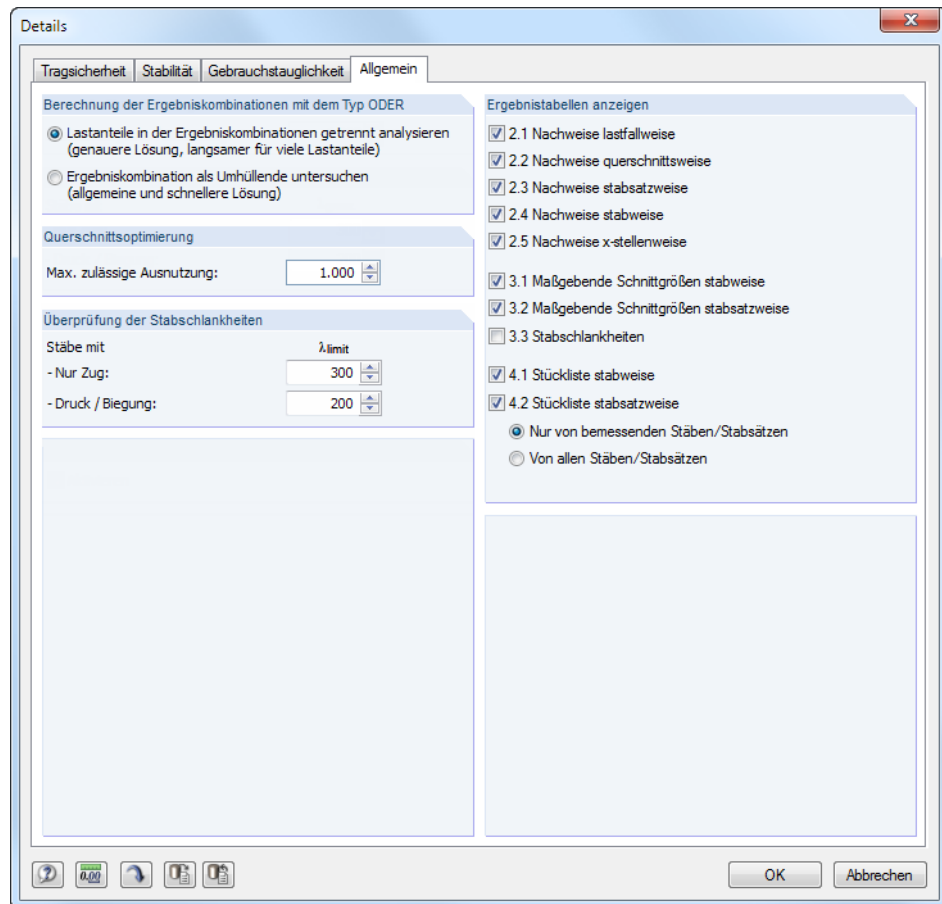 Details
Tragsicherheit
Stabilität
Gebrauchstauglichkeit
Allgemein
Berechnung der Ergebniskombinationen mit dem Typ ODER
Lastanteile in der Ergebniskombinationen getrennt analysieren
(genauere Lösung, langsamer für viele Lastanteile)
Ergebniskombination als Umhüllende untersuchen
(allgemeine und schnellere Lösung)
Querschnittsoptimierung
Max. zulässige Ausnutzung:
1.000
Überprüfung der Stabschlankheiten
Stäbe mit
λlimit
- Nur Zug:
300
- Druck / Biegung:
200
Ergebnistabellen anzeigen
2.1 Nachweise lastfallweise
2.2 Nachweise querschnittsweise
2.3 Nachweise stabsatzweise
2.4 Nachweise stabweise
2.5 Nachweise x-stellenweise
3.1 Maßgebende Schnittgrößen stabweise
3.2 Maßgebende Schnittgrößen stabsatzweise
3.3 Stabschlankheiten
4.1 Stückliste stabweise
4.2 Stückliste stabsatzweise
Nur von bemessenden Stäben/Stabsätzen
Von allen Stäben/Stabsätzen
0.00
OK
Abbrechen